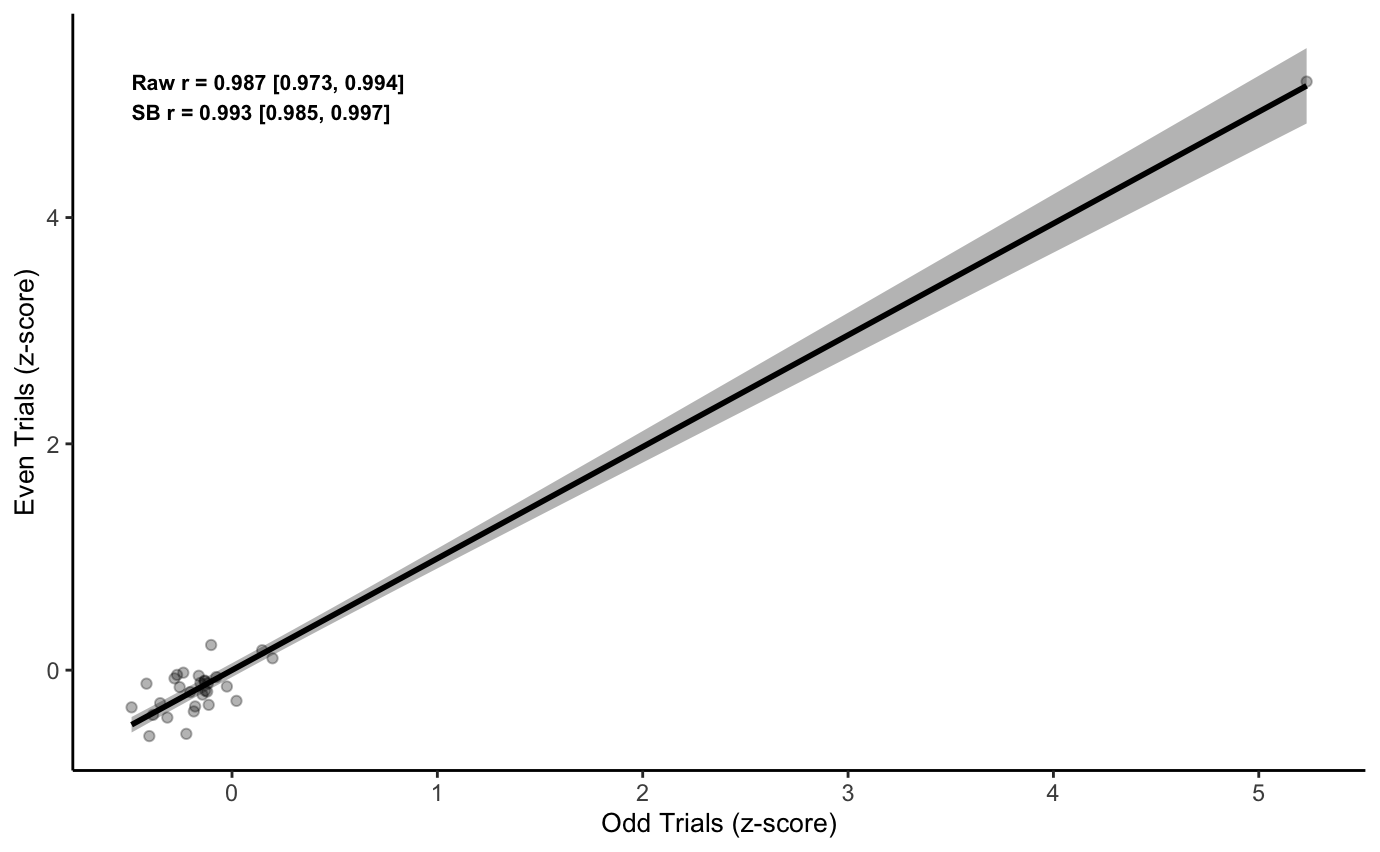 Raw r = 0.987 [0.973, 0.994]
SB r = 0.993 [0.985, 0.997]
4
2
0
Even Trials (z-score)
0 1 2 3 4 5
Odd Trials (z-score)